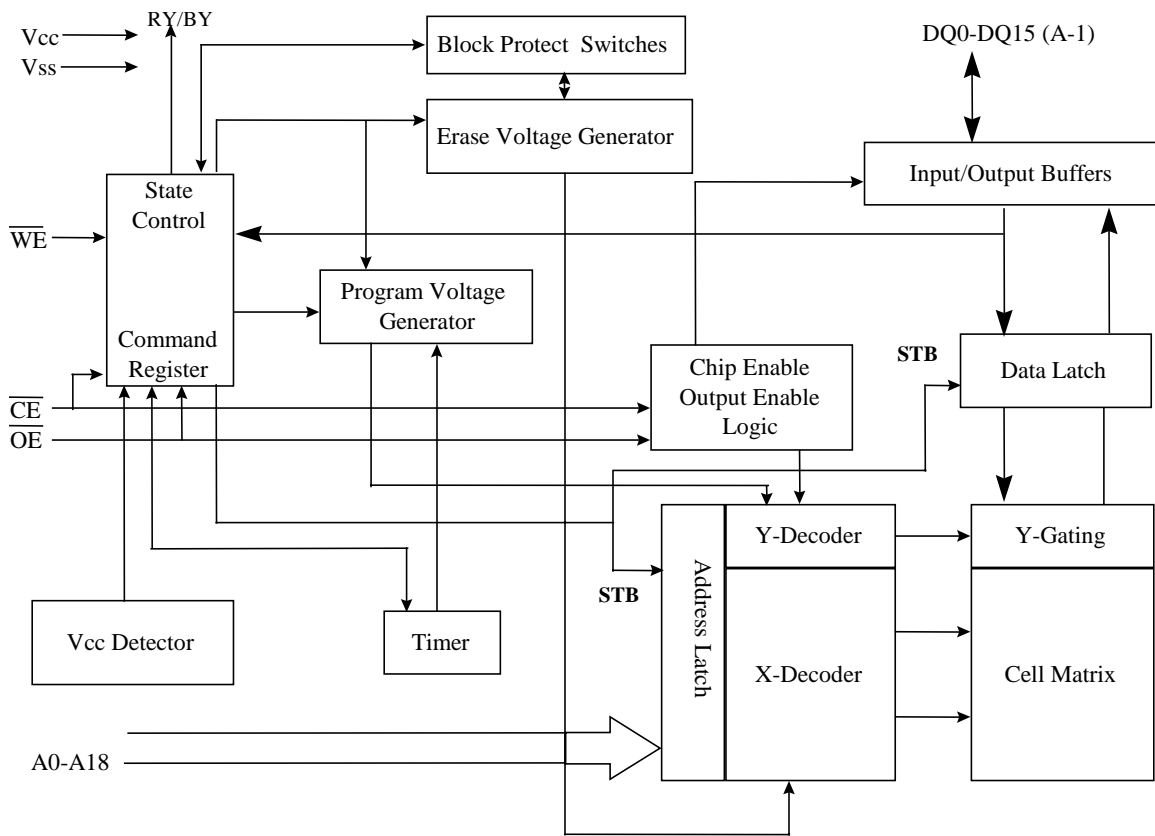 RY/BY
Vcc
Vss
Block Protect Switches
DQ0-DQ15 (A-1)
Erase Voltage Generator
Input/Output Buffers
State
Control
WE
Program Voltage
Generator
Command
Register
STB
Chip Enable
Output Enable
Logic
Data Latch
CE
OE
Y-Decoder
Y-Gating
Address Latch
STB
Vcc Detector
Timer
X-Decoder
Cell Matrix
A0-A18